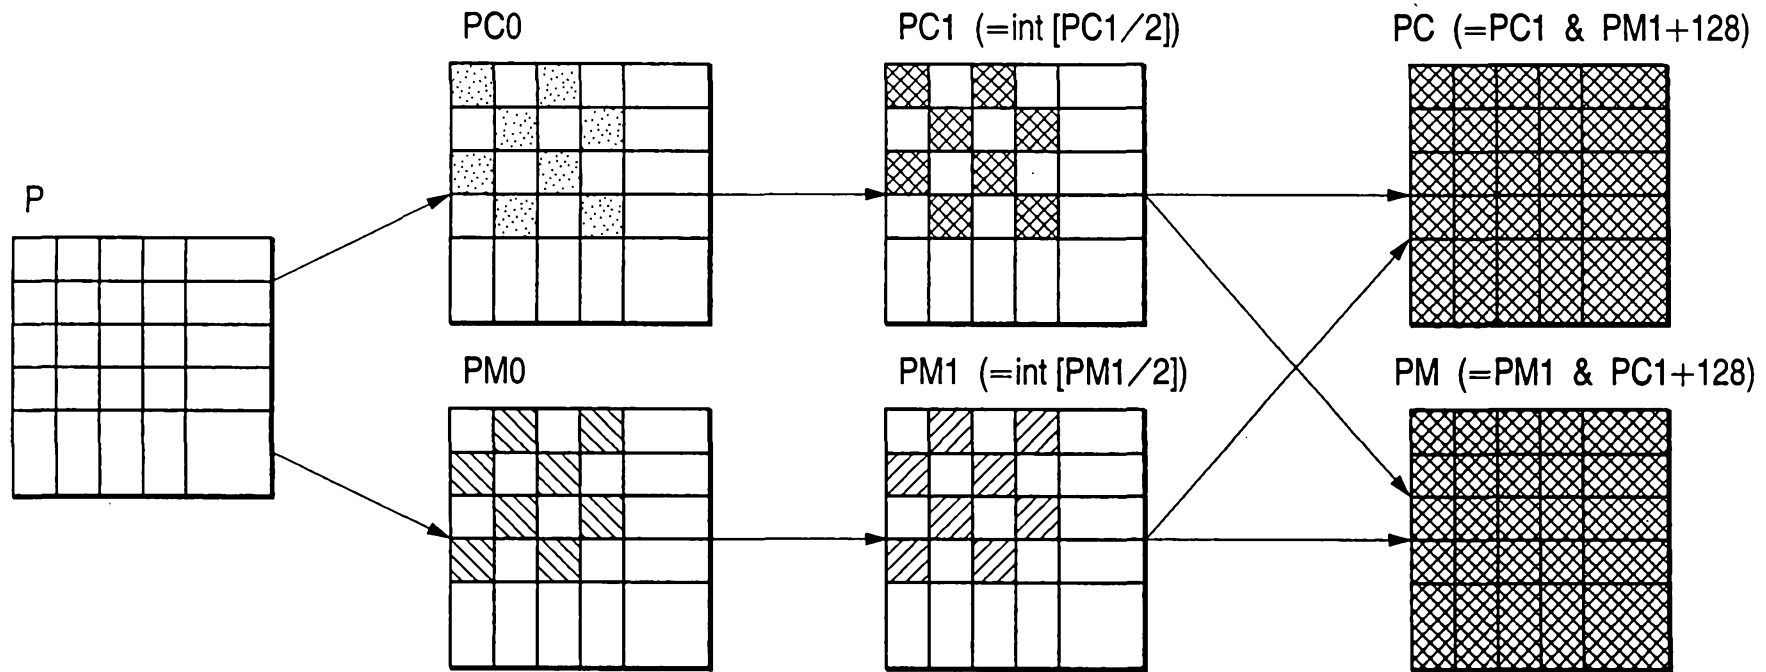 PC0
PC1 (=int [PC1/2])
PC (=PC1 & PM1+128)
P
PM0
PM1 (=int [PM1/2])
PM (=PM1 & PC1+128)